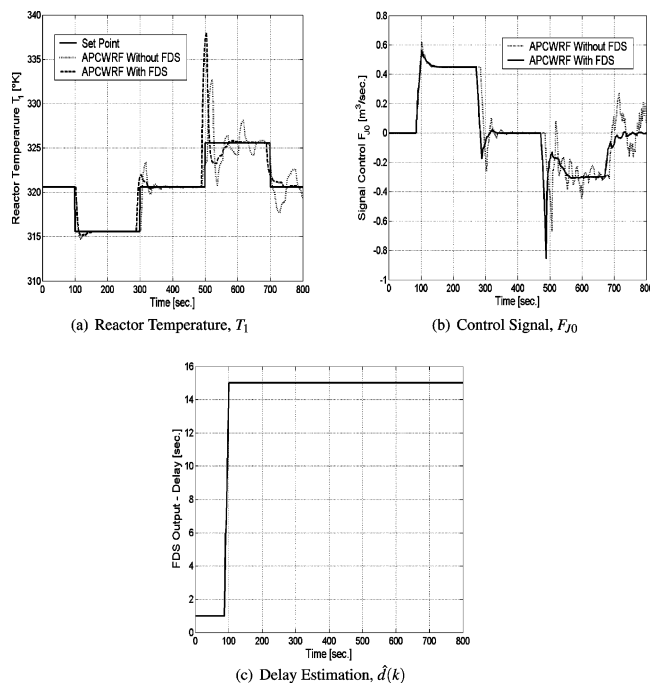 340
335
330
325
320
315
310
Reactor Temperarure T1 [°K]
Set Point
APCWRF Without FDS
APCWRF With FDS
0 100 200 300 400 500 600 700 800
Time [sec.]
(a) Reactor Temperature, T1
0.8
0.6
0.4
0.2
0
-0.2
-0.4
-0.6
-0.8
-1
Signal Control FJO [m³/sec.]
APCWRF Without FDS
APCWRF With FDS
0 100 200 300 400 500 600 700 800
Time [sec.]
(b) Control Signal, FJ0
16
14
12
10
8
6
4
2
0
FDS Output - Delay [sec.]
0 100 200 300 400 500 600 700 800
Time [sec.]
(c) Delay Estimation, d̂(k)